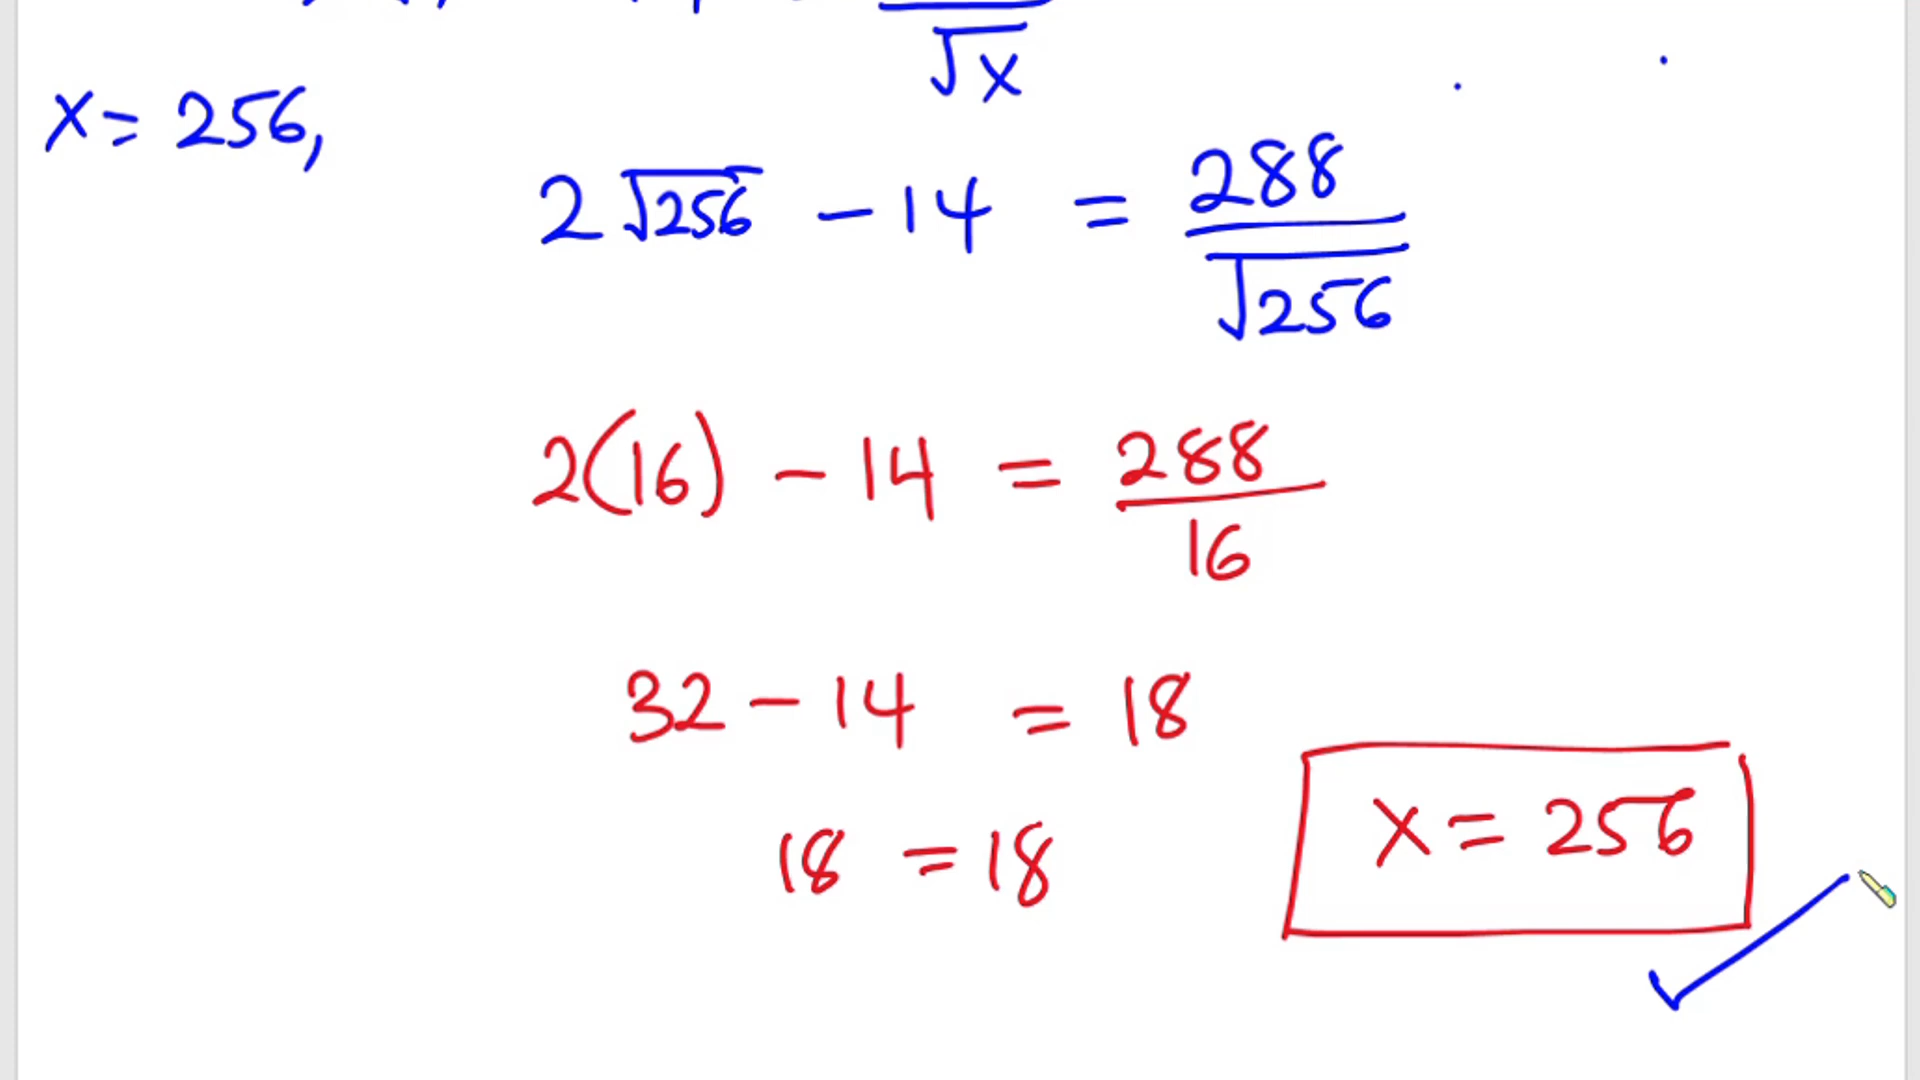 √x
x = 256,
2√256 - 14 = 288/√256
2(16) - 14 = 288/16
32 - 14 = 18
18 = 18
x = 256